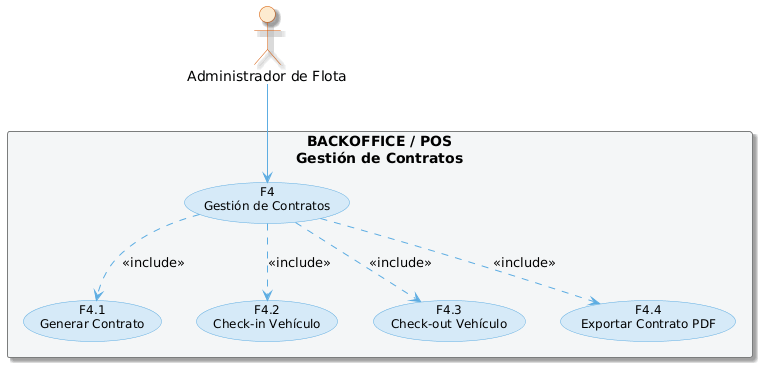 Administrador de Flota
BACKOFFICE / POS
Gestión de Contratos
F4
Gestión de Contratos
«include»
«include»
«include»
«include»
F4.1
Generar Contrato
F4.2
Check-in Vehículo
F4.3
Check-out Vehículo
F4.4
Exportar Contrato PDF